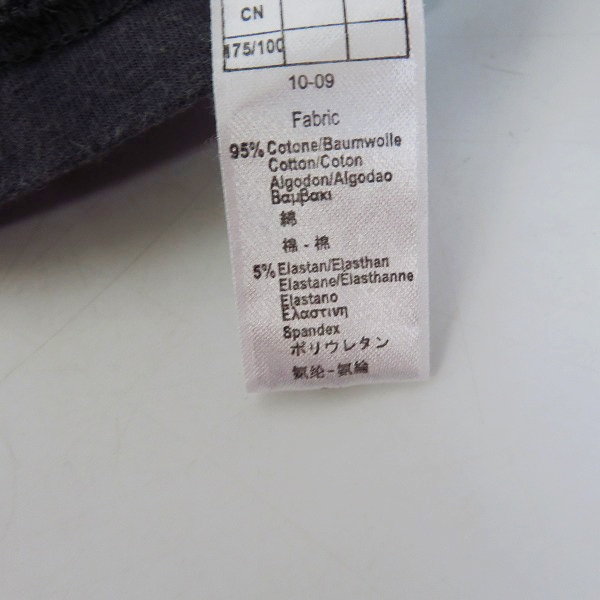 CN
175/100
10-09
Fabric
95% Cotone/Baumwolle
Cotton/Coton
Algodon/Algodao
Βαμβακι
綿
棉 - 棉
5% Elastan/Elasthan
Elastane/Elasthanne
Elastano
Ελαστινη
Spandex
ポリウレタン
氨纶-氨綸